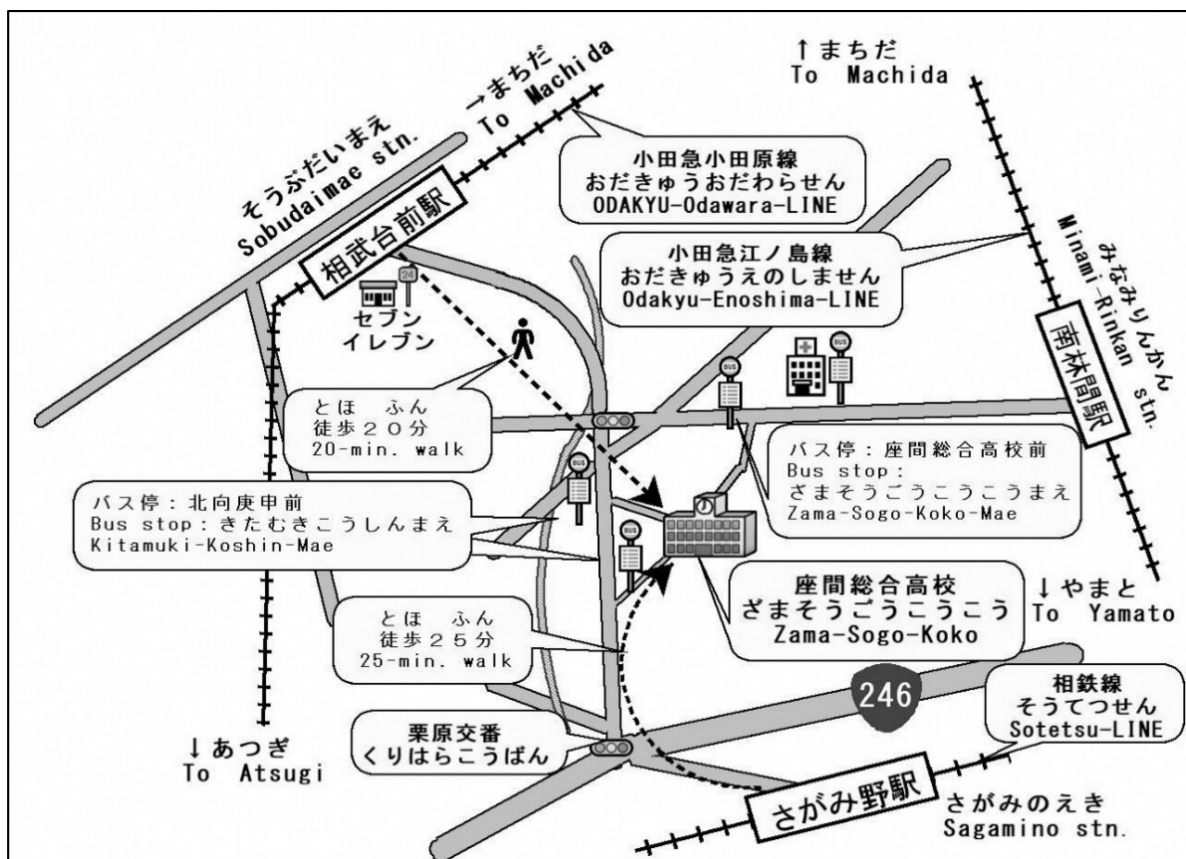 ↑まちだ
To Machida
→まちだ
To Machida
そうぶだいまえ
Sobudaimae stn.
相武台前駅
小田急小田原線
おだきゅうおだわらせん
ODAKYU-Odawara-LINE
小田急江ノ島線
おだきゅうえのしません
Odakyu-Enoshima-LINE
みなみりんかん
Minami-Rinkan stn.
南林間駅
24
セブン
イレブン
BUS
BUS
とほ ふん
徒歩20分
20-min. walk
バス停:座間総合高校前
Bus stop:
ざまそうごうこうこうまえ
Zama-Sogo-Koko-Mae
BUS
バス停:北向庚申前
Bus stop:きたむきこうしんまえ
Kitamuki-Koshin-Mae
BUS
座間総合高校
ざまそうごうこうこう
Zama-Sogo-Koko
↓やまと
To Yamato
とほ ふん
徒歩25分
25-min. walk
246
相鉄線
そうてつせん
Sotetsu-LINE
栗原交番
くりはらこうばん
↓あつぎ
To Atsugi
さがみ野駅
さがみのえき
Sagamino stn.